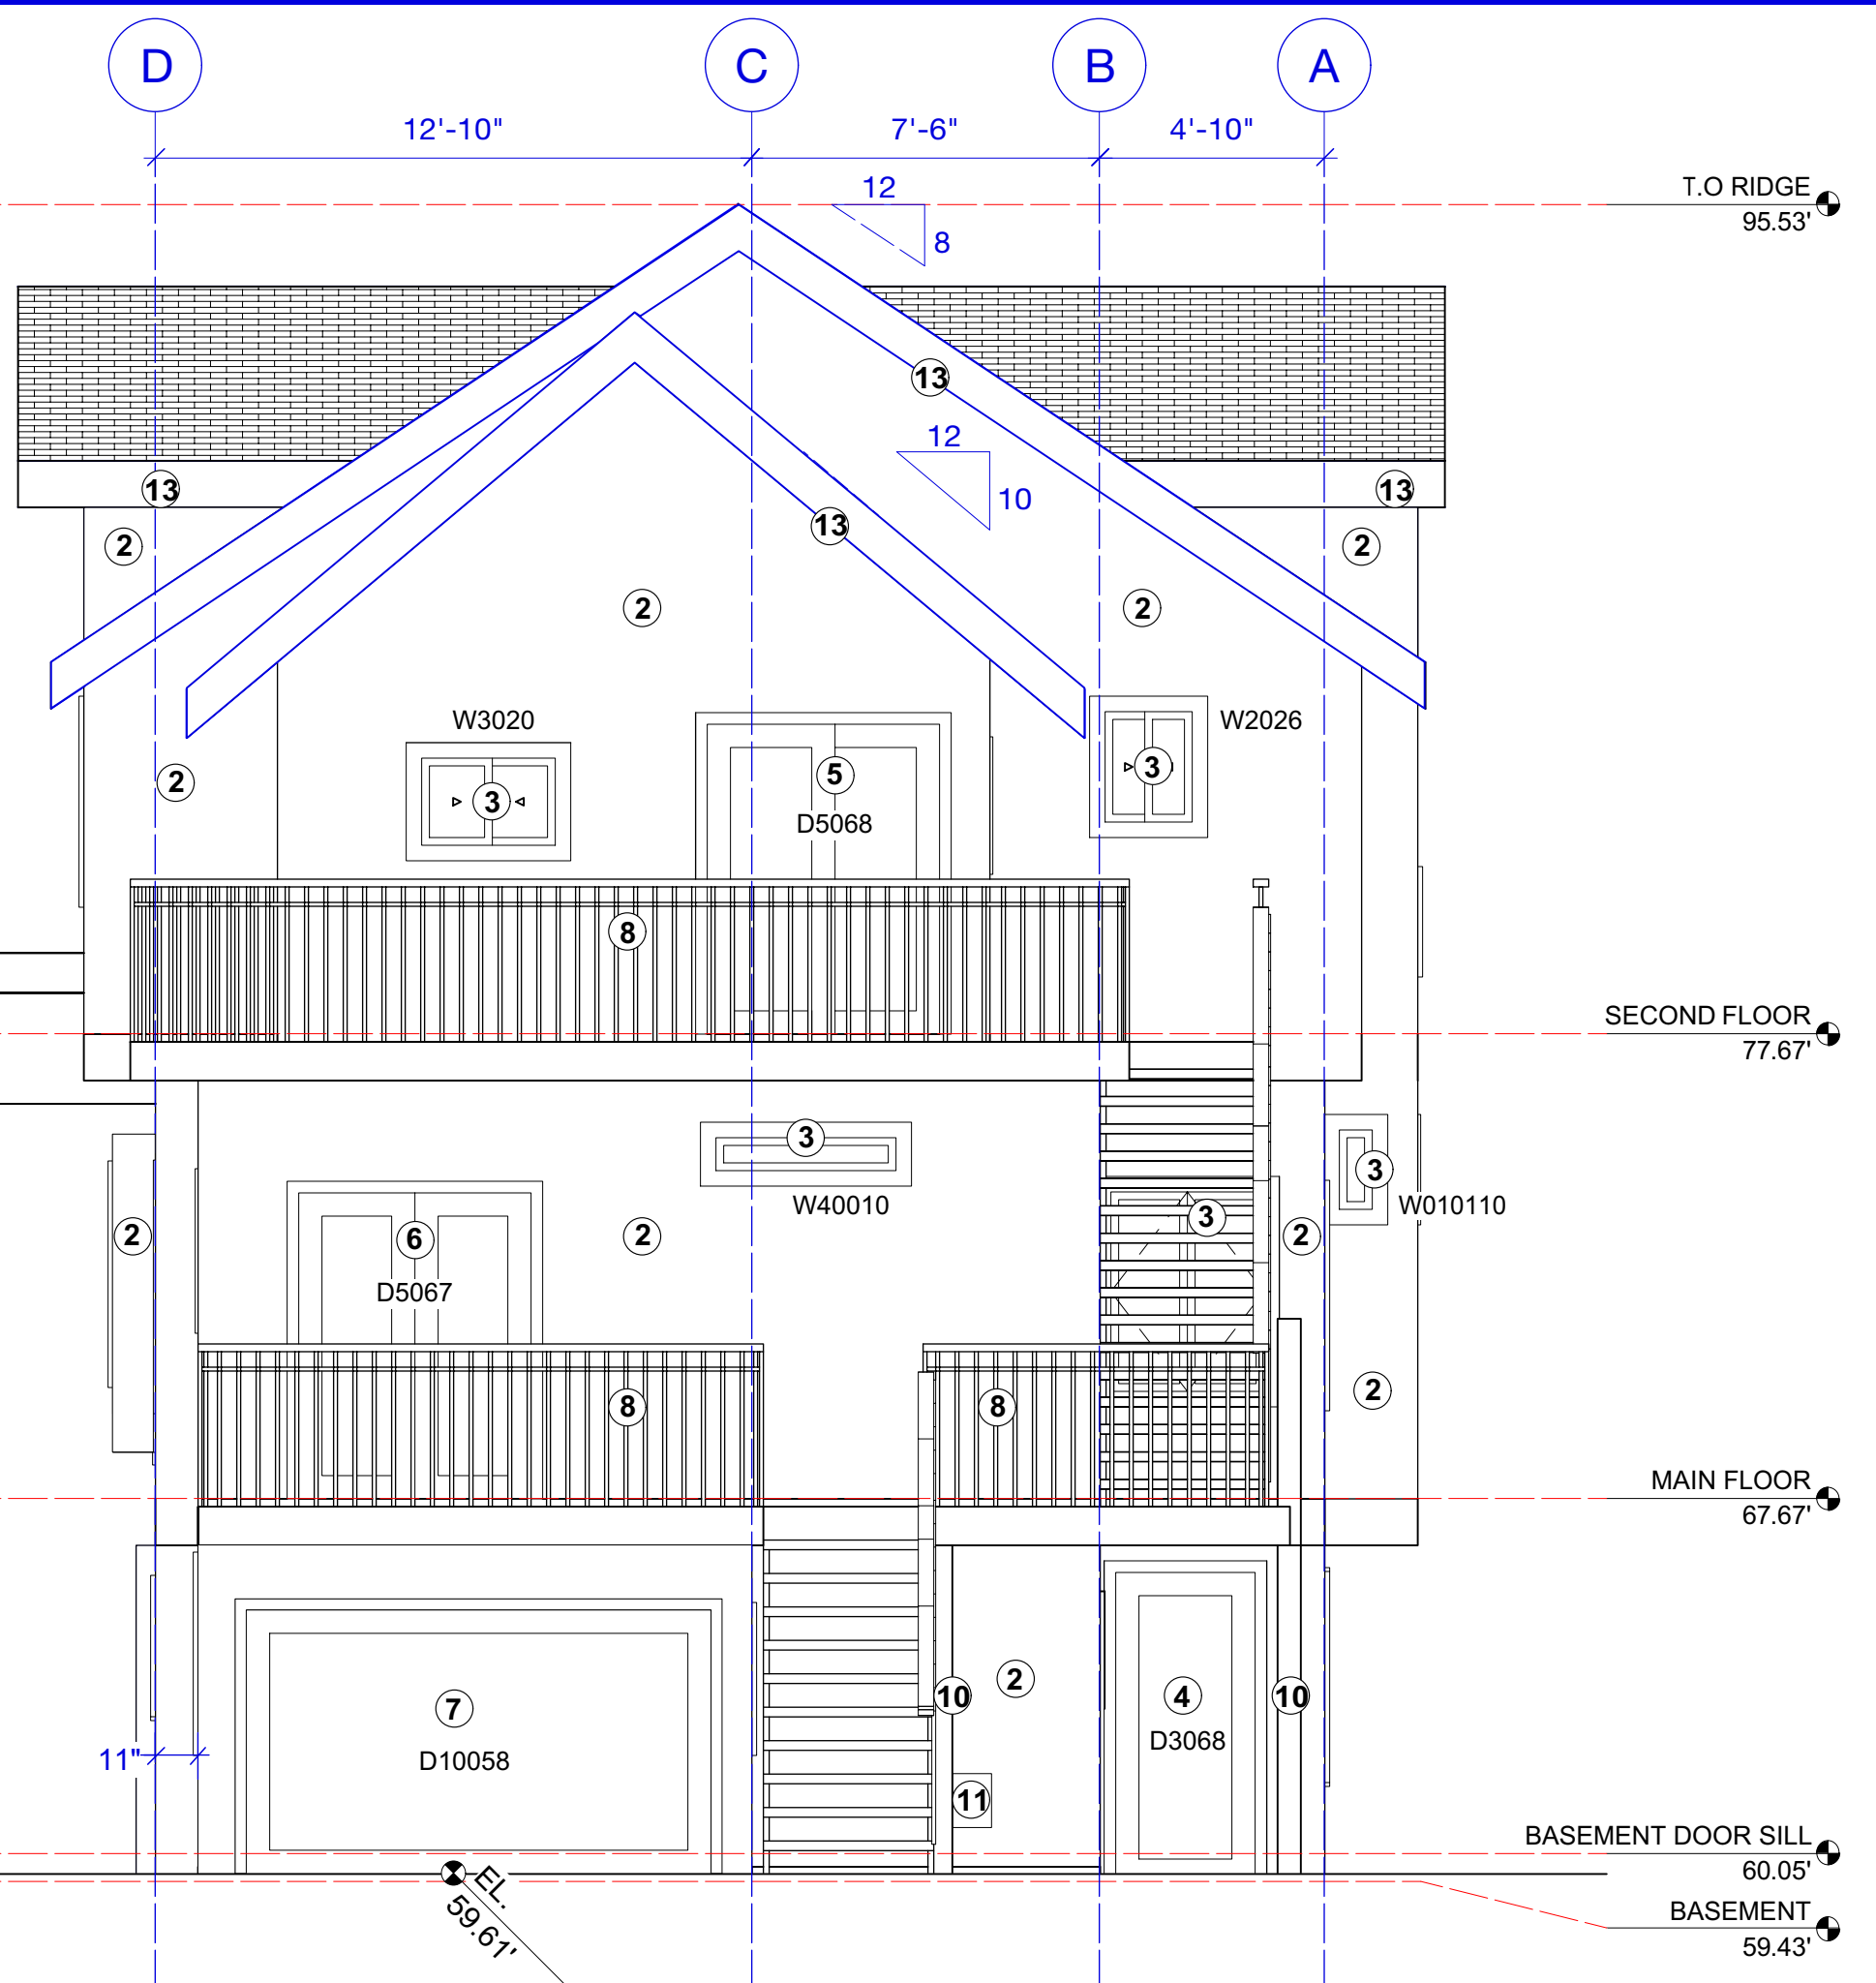 D
C
B
A
12'-10"
7'-6"
4'-10"
12
8
T.O RIDGE
95.53'
13
12
10
13
13
13
2
2
2
2
W3020
W2026
3
3
5
D5068
2
8
SECOND FLOOR
77.67'
3
W40010
3
W010110
3
2
6
2
2
D5067
2
8
8
MAIN FLOOR
67.67'
2
10
4
10
7
D3068
11"
D10058
11
BASEMENT DOOR SILL
60.05'
EL.
59.61'
BASEMENT
59.43'